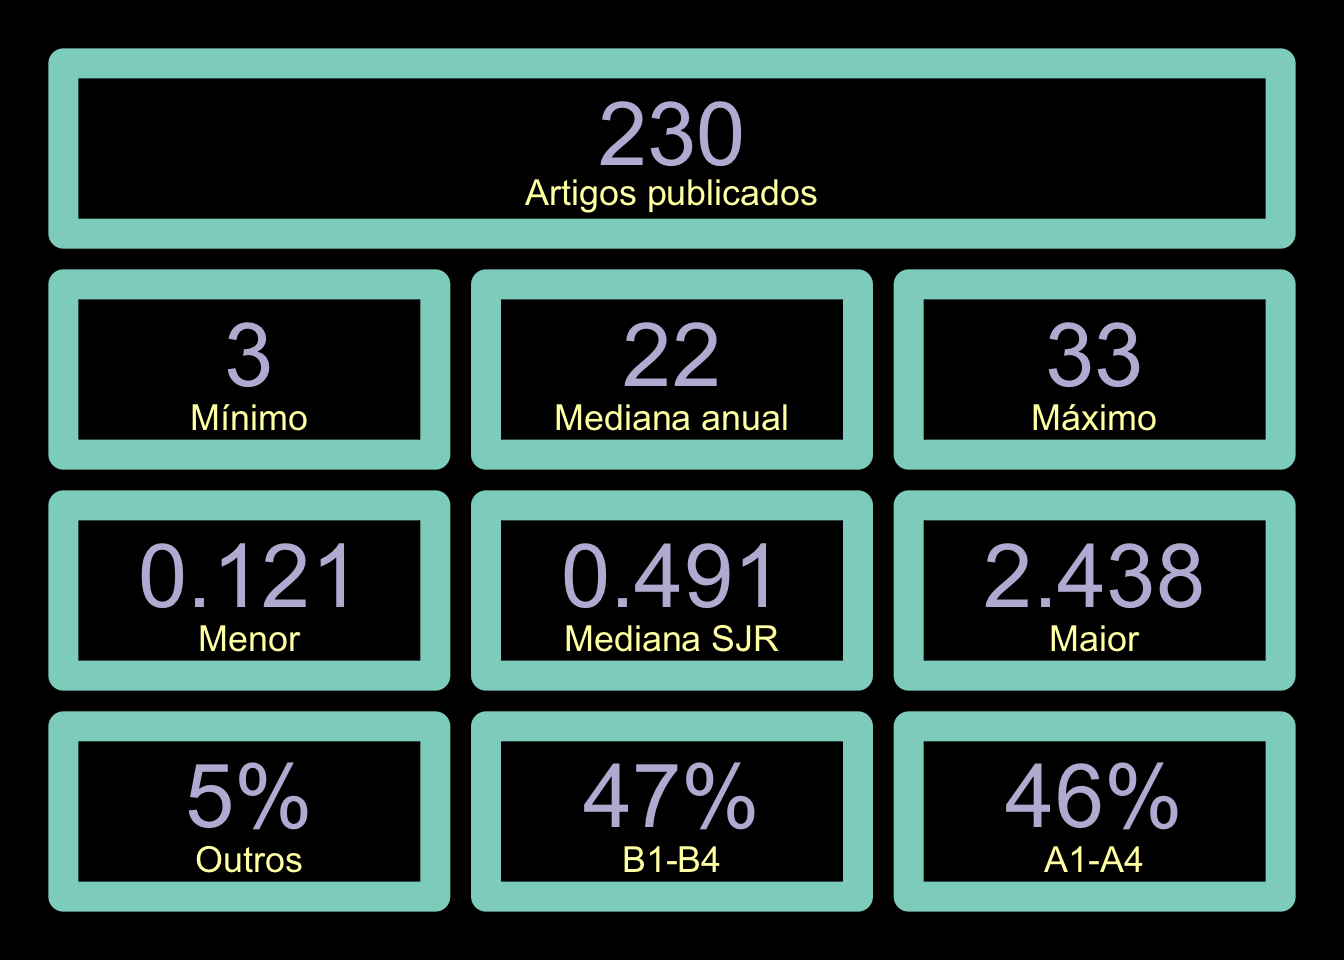 230
Artigos publicados
3
Mínimo
22
Mediana anual
33
Máximo
0.121
Menor
0.491
Mediana SJR
2.438
Maior
5%
Outros
47%
B1-B4
46%
A1-A4